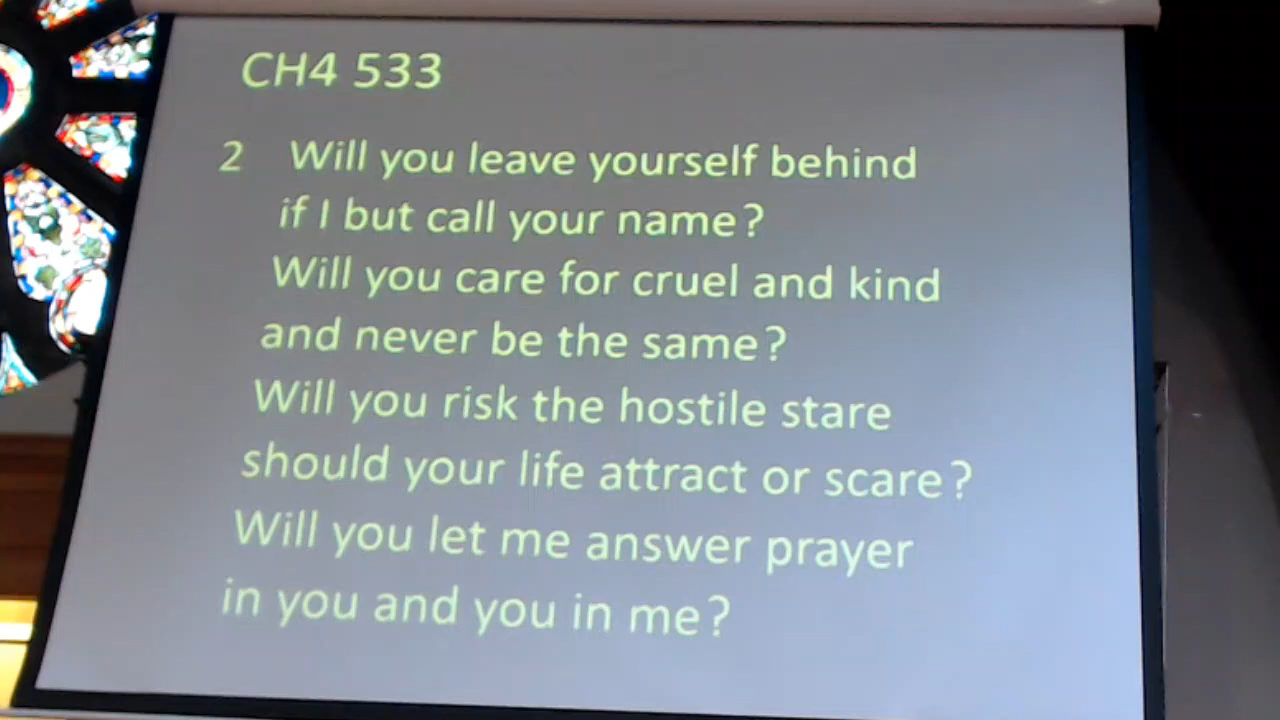 CH4 533
2 Will you leave yourself behind
if I but call your name?
Will you care for cruel and kind
and never be the same?
Will you risk the hostile stare
should your life attract or scare?
Will you let me answer prayer
in you and you in me?